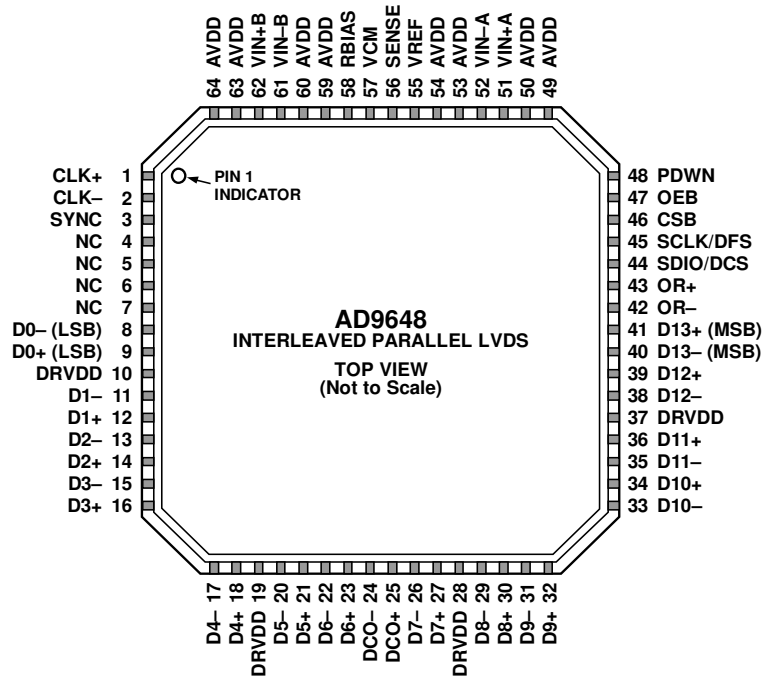 64 AVDD
63 AVDD
62 VIN+B
61 VIN–B
60 AVDD
59 AVDD
58 RBIAS
57 VCM
56 SENSE
55 VREF
54 AVDD
53 AVDD
52 VIN–A
51 VIN+A
50 AVDD
49 AVDD
CLK+ 1
CLK– 2
SYNC 3
NC 4
NC 5
NC 6
NC 7
D0– (LSB) 8
D0+ (LSB) 9
DRVDD 10
D1– 11
D1+ 12
D2– 13
D2+ 14
D3– 15
D3+ 16
PIN 1
INDICATOR
AD9648
INTERLEAVED PARALLEL LVDS
TOP VIEW
(Not to Scale)
48 PDWN
47 OEB
46 CSB
45 SCLK/DFS
44 SDIO/DCS
43 OR+
42 OR–
41 D13+ (MSB)
40 D13– (MSB)
39 D12+
38 D12–
37 DRVDD
36 D11+
35 D11–
34 D10+
33 D10–
D4– 17
D4+ 18
DRVDD 19
D5– 20
D5+ 21
D6– 22
D6+ 23
DCO– 24
DCO+ 25
D7– 26
D7+ 27
DRVDD 28
D8– 29
D8+ 30
D9– 31
D9+ 32